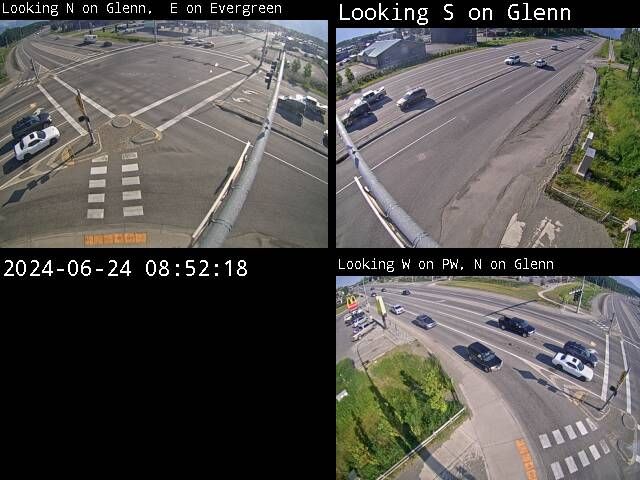 Looking N on Glenn, E on Evergreen
Looking S on Glenn
2024-06-24 08:52:18
Looking W on PW, N on Glenn